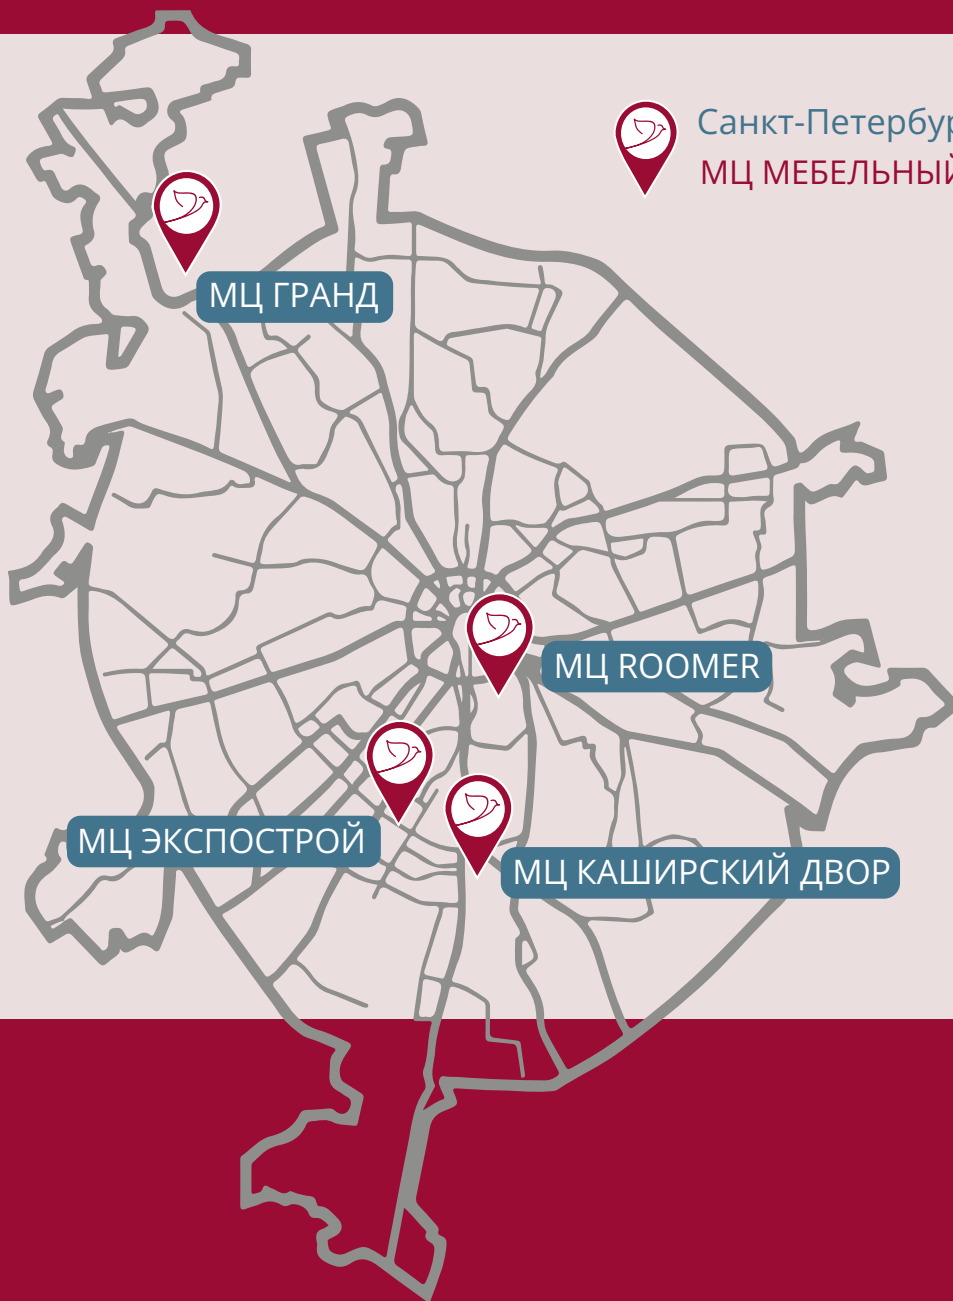 Санкт-Петербур
МЦ МЕБЕЛЬНЫЙ
МЦ ГРАНД
МЦ ROOMER
МЦ ЭКСПОСТРОЙ
МЦ КАШИРСКИЙ ДВОР